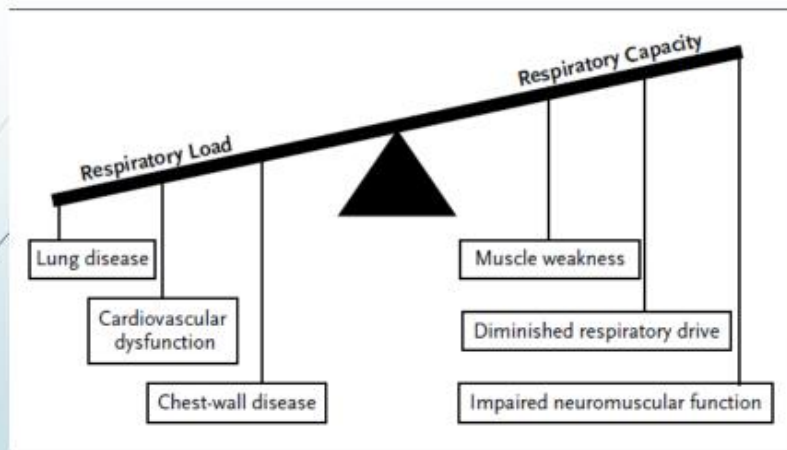 Respiratory Capacity
Respiratory Load
Lung disease
Muscle weakness
Cardiovascular
dysfunction
Diminished respiratory drive
Chest-wall disease
Impaired neuromuscular function